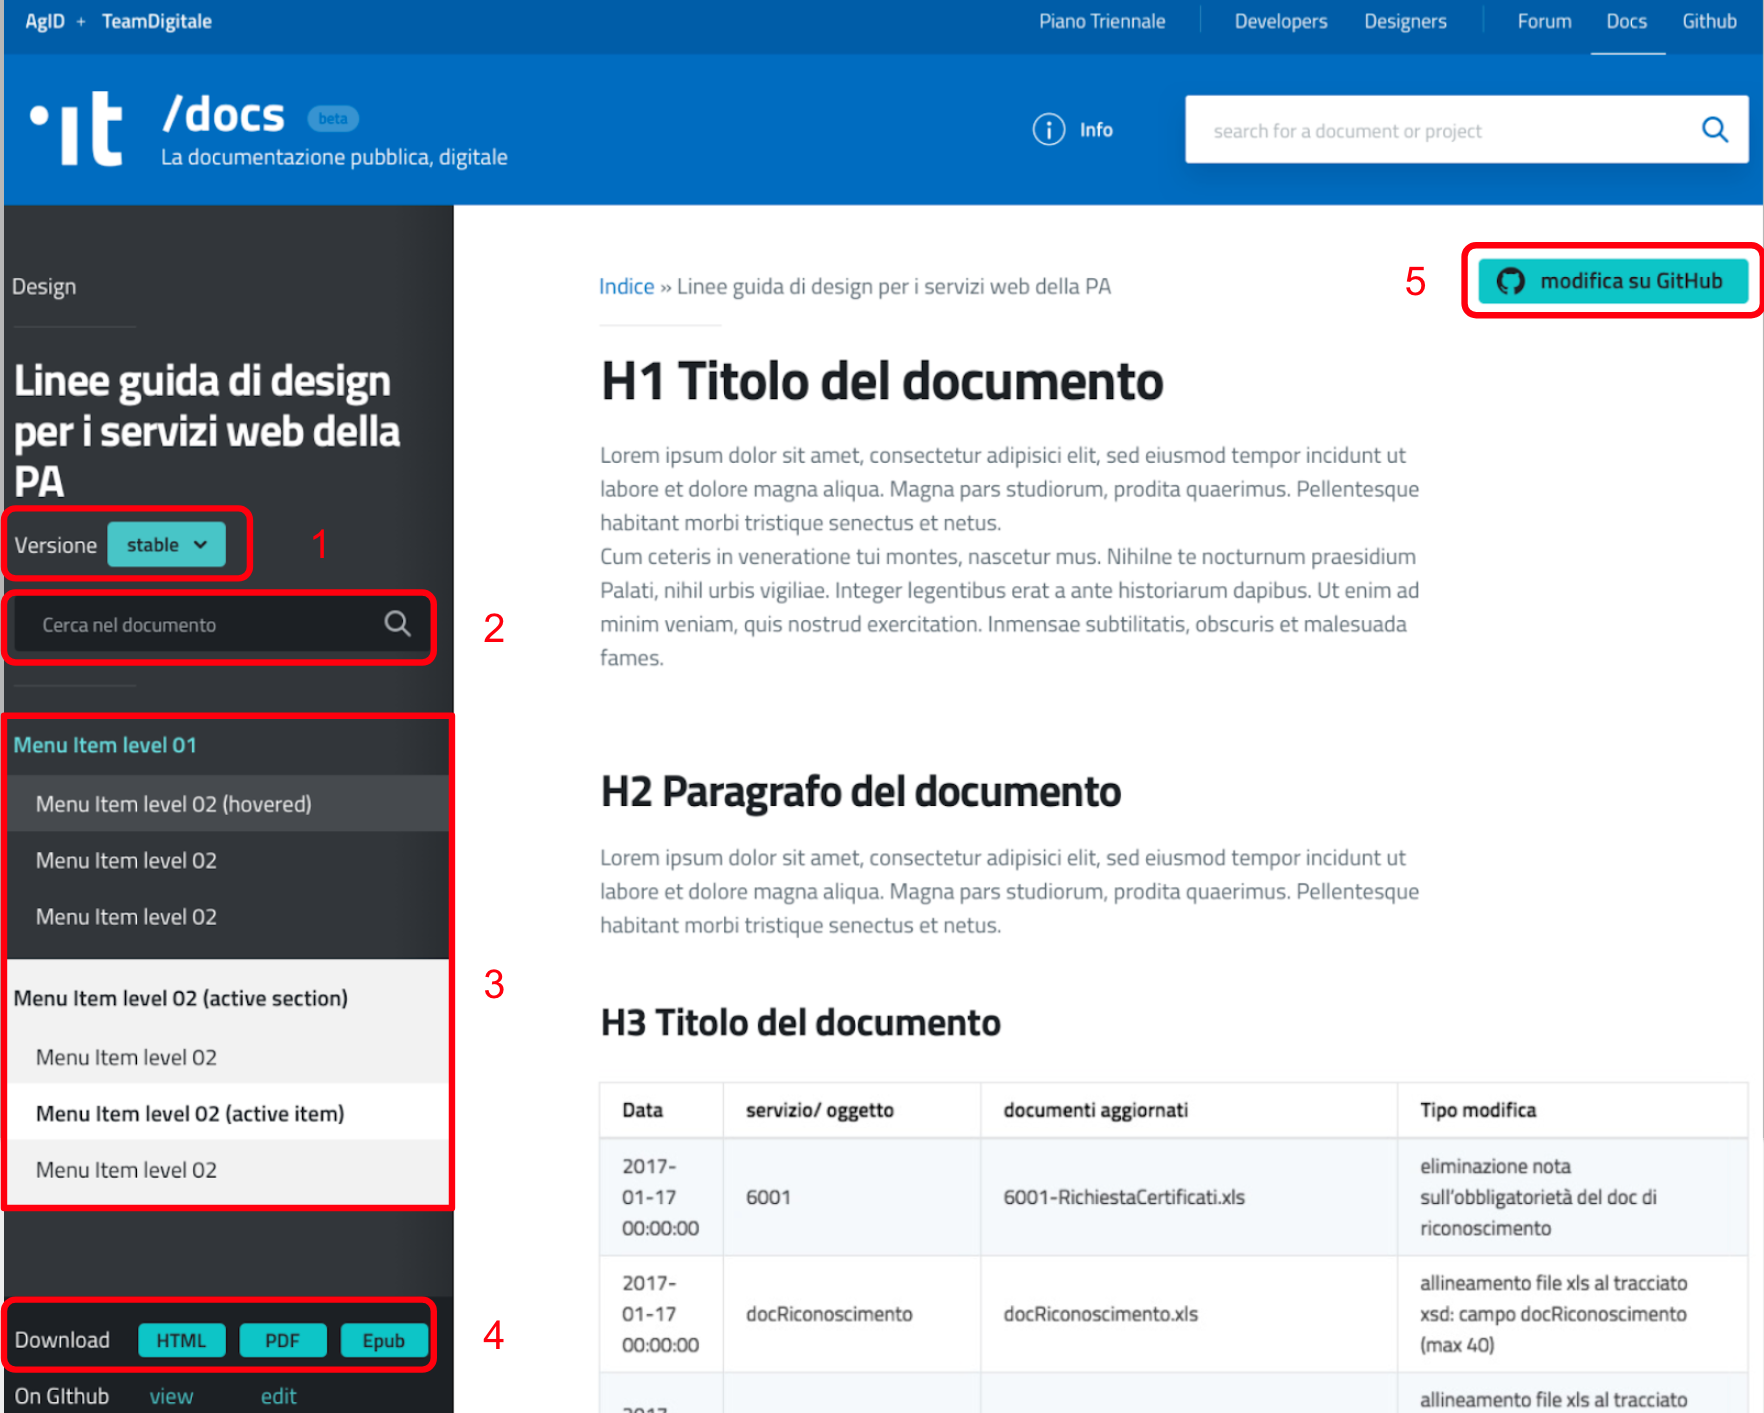 AgID + TeamDigitale
Piano Triennale
Developers
Designers
Forum
Docs
Github
it
/docs
beta
La documentazione pubblica, digitale
Info
search for a document or project
Design
Linee guida di design
per i servizi web della
PA
Versione
stable
1
Cerca nel documento
2
Menu Item level 01
Menu Item level 02 (hovered)
Menu Item level 02
Menu Item level 02
3
Menu Item level 02 (active section)
Menu Item level 02
Menu Item level 02 (active item)
Menu Item level 02
Download
HTML
PDF
Epub
4
On GIthub
view
edit
Indice » Linee guida di design per i servizi web della PA
5
modifica su GitHub
H1 Titolo del documento
Lorem ipsum dolor sit amet, consectetur adipisici elit, sed eiusmod tempor incidunt ut
labore et dolore magna aliqua. Magna pars studiorum, prodita quaerimus. Pellentesque
habitant morbi tristique senectus et netus.
Cum ceteris in veneratione tui montes, nascetur mus. Nihilne te nocturnum praesidium
Palati, nihil urbis vigiliae. Integer legentibus erat a ante historiarum dapibus. Ut enim ad
minim veniam, quis nostrud exercitation. Inmensae subtilitatis, obscuris et malesuada
fames.
H2 Paragrafo del documento
Lorem ipsum dolor sit amet, consectetur adipisici elit, sed eiusmod tempor incidunt ut
labore et dolore magna aliqua. Magna pars studiorum, prodita quaerimus. Pellentesque
habitant morbi tristique senectus et netus.
H3 Titolo del documento
Data
servizio/ oggetto
documenti aggiornati
Tipo modifica
2017-
01-17
00:00:00
6001
6001-RichiestaCertificati.xls
eliminazione nota
sull'obbligatorietà del doc di
riconoscimento
2017-
01-17
00:00:00
docRiconoscimento
docRiconoscimento.xls
allineamento file xls al tracciato
xsd: campo docRiconoscimento
(max 40)
2017-
allineamento file xls al tracciato